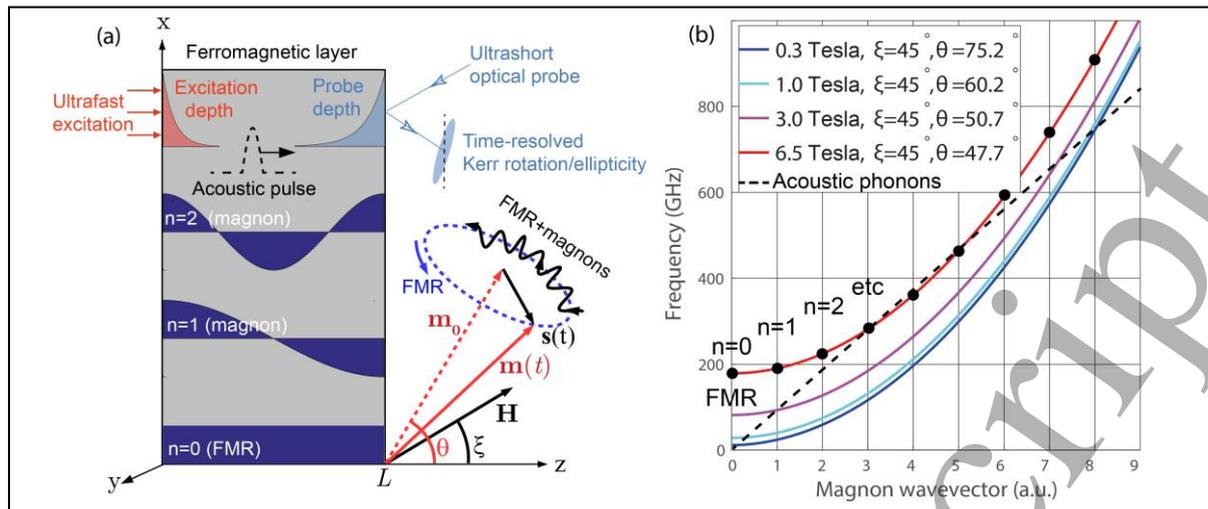 (a)
x
Ferromagnetic layer
Ultrafast
excitation
Excitation
depth
Probe
depth
Ultrashort
optical probe
Time-resolved
Kerr rotation/ellipticity
Acoustic pulse
n=2 (magnon)
n=1 (magnon)
n=0 (FMR)
FMR+magnons
FMR
m₀
s(t)
m(t)
H
θ
ξ
y
L
z
(b)
0.3 Tesla, ξ=45°,θ=75.2°
1.0 Tesla, ξ=45°,θ=60.2°
3.0 Tesla, ξ=45°,θ=50.7°
6.5 Tesla, ξ=45°,θ=47.7°
Acoustic phonons
Frequency (GHz)
800
600
400
200
0
n=0
n=1
n=2
etc
FMR
0 1 2 3 4 5 6 7 8 9
Magnon wavevector (a.u.)
cript